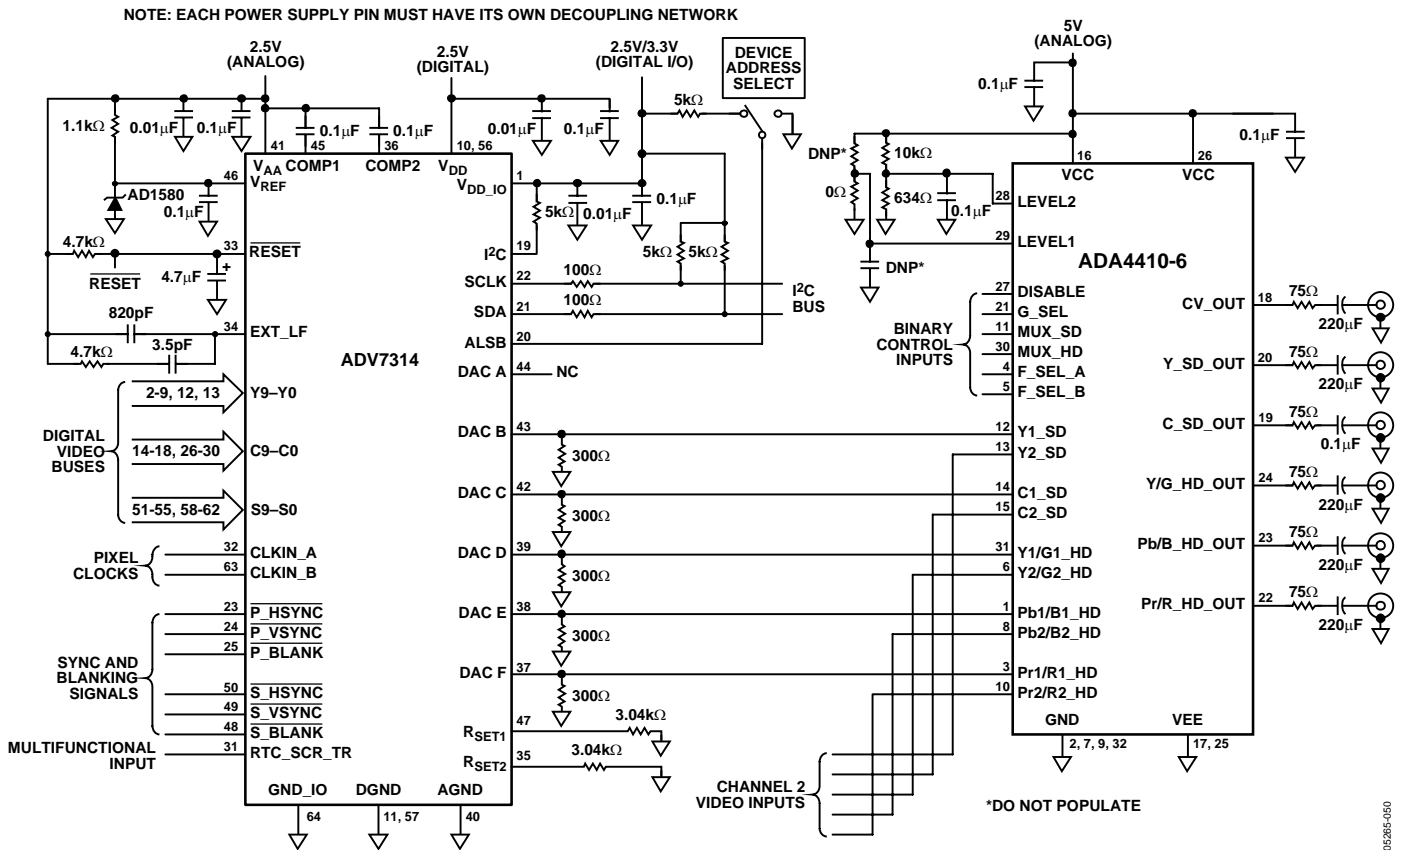 NOTE: EACH POWER SUPPLY PIN MUST HAVE ITS OWN DECOUPLING NETWORK
2.5V
(ANALOG)
2.5V
(DIGITAL)
2.5V/3.3V
(DIGITAL I/O)
DEVICE
ADDRESS
SELECT
5V
(ANALOG)
0.1μF
1.1kΩ
0.01μF
0.1μF
0.1μF
0.1μF
0.01μF
0.1μF
5kΩ
0.1μF
41
45
36
10, 56
VAA
COMP1
COMP2
VDD
46
VREF
VDD_IO
1
AD1580
0.1μF
5kΩ
0.01μF
0.1μF
DNP*
10kΩ
0Ω
634Ω
0.1μF
16
VCC
26
VCC
28
LEVEL2
29
LEVEL1
4.7kΩ
33
RESET
RESET
4.7μF
+
I2C
19
5kΩ
5kΩ
DNP*
ADA4410-6
SCLK
22
100Ω
SDA
21
100Ω
I2C
BUS
820pF
34
EXT_LF
4.7kΩ
3.5pF
ALSB
20
ADV7314
DAC A
44
NC
BINARY
CONTROL
INPUTS
27
DISABLE
21
G_SEL
11
MUX_SD
30
MUX_HD
4
F_SEL_A
5
F_SEL_B
CV_OUT
18
75Ω
220μF
Y_SD_OUT
20
75Ω
220μF
C_SD_OUT
19
75Ω
0.1μF
Y/G_HD_OUT
24
75Ω
220μF
Pb/B_HD_OUT
23
75Ω
220μF
Pr/R_HD_OUT
22
75Ω
220μF
DIGITAL
VIDEO
BUSES
2-9, 12, 13
Y9–Y0
14-18, 26-30
C9–C0
51-55, 58-62
S9–S0
DAC B
43
300Ω
12
Y1_SD
13
Y2_SD
DAC C
42
300Ω
14
C1_SD
15
C2_SD
PIXEL
CLOCKS
32
CLKIN_A
63
CLKIN_B
DAC D
39
300Ω
31
Y1/G1_HD
6
Y2/G2_HD
SYNC AND
BLANKING
SIGNALS
23
P_HSYNC
24
P_VSYNC
25
P_BLANK
50
S_HSYNC
49
S_VSYNC
48
S_BLANK
DAC E
38
300Ω
1
Pb1/B1_HD
8
Pb2/B2_HD
DAC F
37
300Ω
3
Pr1/R1_HD
10
Pr2/R2_HD
MULTIFUNCTIONAL
INPUT
31
RTC_SCR_TR
RSET1
47
3.04kΩ
RSET2
35
3.04kΩ
GND
2, 7, 9, 32
VEE
17, 25
GND_IO
64
DGND
11, 57
AGND
40
CHANNEL 2
VIDEO INPUTS
*DO NOT POPULATE
05265-050